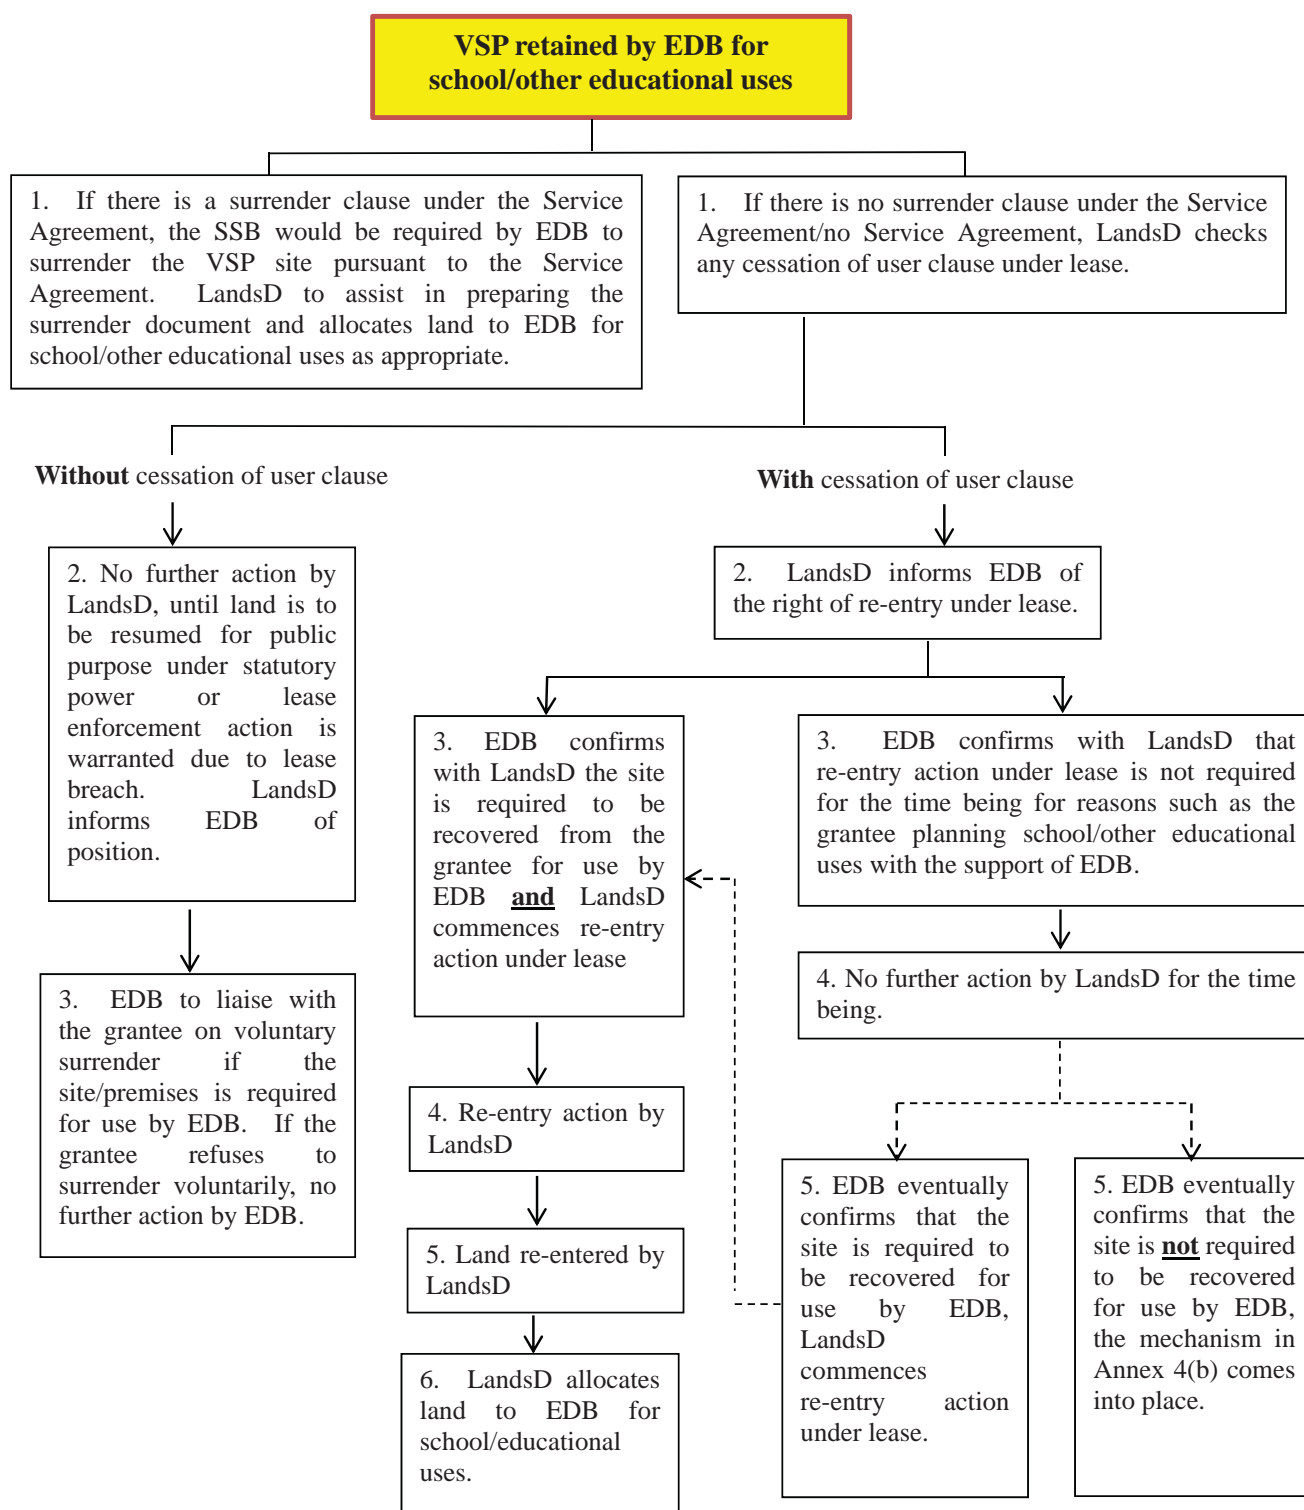 VSP retained by EDB for
school/other educational uses
1. If there is a surrender clause under the Service
Agreement, the SSB would be required by EDB to
surrender the VSP site pursuant to the Service
Agreement. LandsD to assist in preparing the
surrender document and allocates land to EDB for
school/other educational uses as appropriate.
1. If there is no surrender clause under the Service
Agreement/no Service Agreement, LandsD checks
any cessation of user clause under lease.
Without cessation of user clause
With cessation of user clause
2. No further action by
LandsD, until land is to
be resumed for public
purpose under statutory
power or lease
enforcement action is
warranted due to lease
breach. LandsD
informs EDB of
position.
3. EDB to liaise with
the grantee on voluntary
surrender if the
site/premises is required
for use by EDB. If the
grantee refuses to
surrender voluntarily, no
further action by EDB.
2. LandsD informs EDB of
the right of re-entry under lease.
3. EDB confirms
with LandsD the site
is required to be
recovered from the
grantee for use by
EDB and LandsD
commences re-entry
action under lease
4. Re-entry action by
LandsD
5. Land re-entered by
LandsD
6. LandsD allocates
land to EDB for
school/educational
uses.
3. EDB confirms with LandsD that
re-entry action under lease is not required
for the time being for reasons such as the
grantee planning school/other educational
uses with the support of EDB.
4. No further action by LandsD for the time
being.
5. EDB eventually
confirms that the
site is required to
be recovered for
use by EDB,
LandsD
commences
re-entry action
under lease.
5. EDB eventually
confirms that the
site is not required
to be recovered
for use by EDB,
the mechanism in
Annex 4(b) comes
into place.